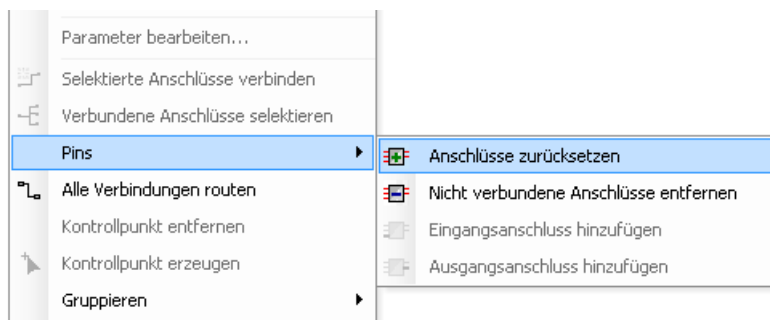 Parameter bearbeiten...
Selektierte Anschlüsse verbinden
Verbundene Anschlüsse selektieren
Pins
Alle Verbindungen routen
Kontrollpunkt entfernen
Kontrollpunkt erzeugen
Gruppieren
Anschlüsse zurücksetzen
Nicht verbundene Anschlüsse entfernen
Eingangsanschluss hinzufügen
Ausgangsanschluss hinzufügen